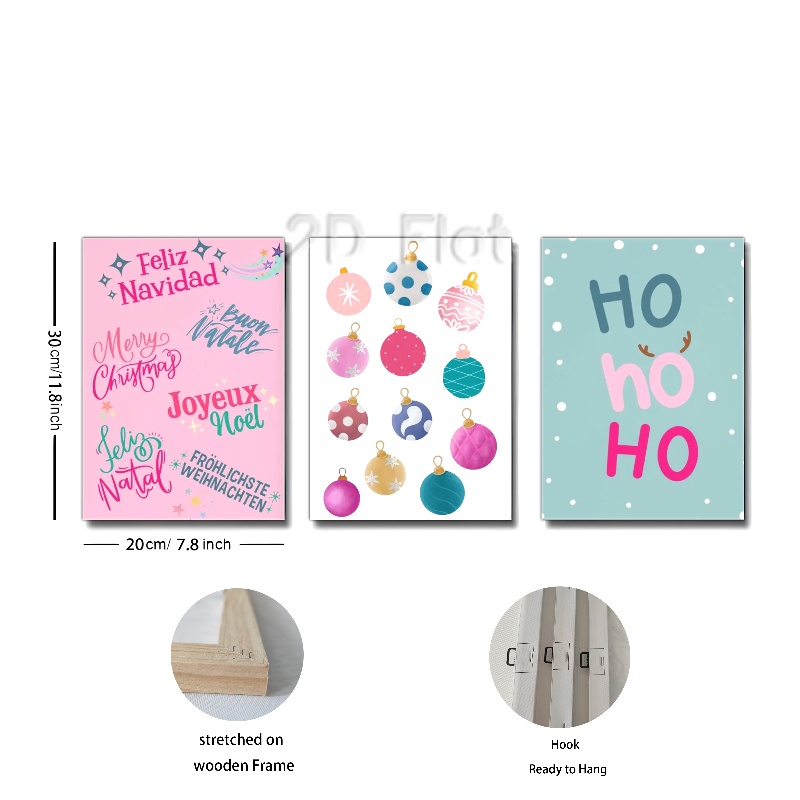 2D Flat
Feliz
Navidad
Buon
Natale
Merry
Christmas
Joyeux
Noël
Feliz
Natal
FRÖHLICHSTE
WEIHNACHTEN
HO
hO
HO
30cm/11.8inch
20cm/ 7.8 inch
stretched on
wooden Frame
Hook
Ready to Hang